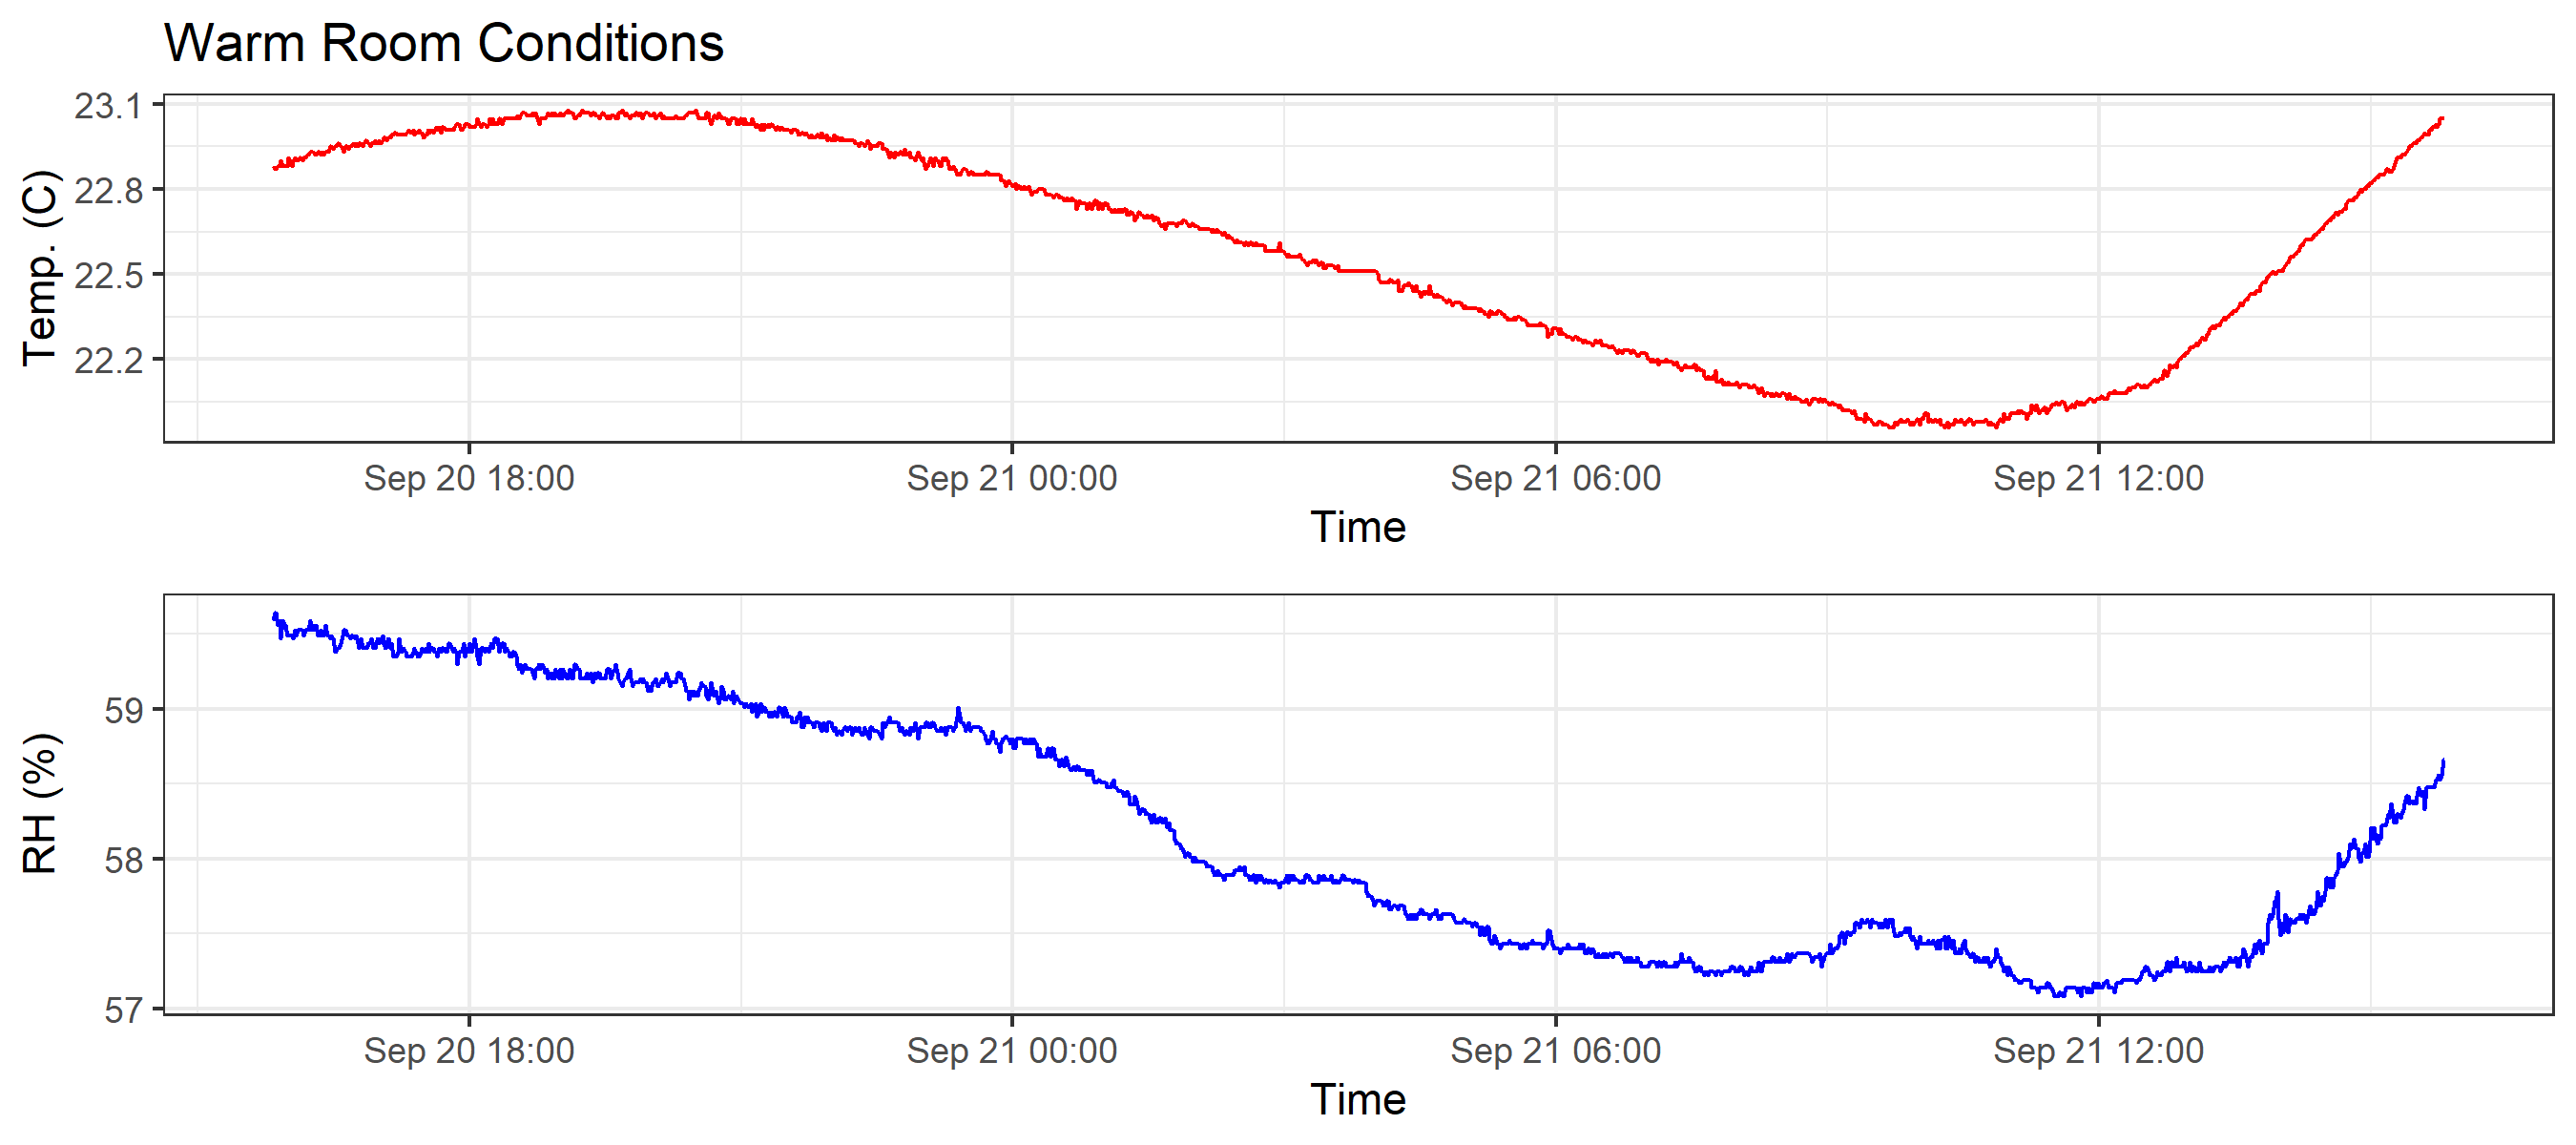 Warm Room Conditions
Temp. (C)
23.1
22.8
22.5
22.2
Sep 20 18:00 Sep 21 00:00 Sep 21 06:00 Sep 21 12:00
Time
RH (%)
59
58
57
Sep 20 18:00 Sep 21 00:00 Sep 21 06:00 Sep 21 12:00
Time